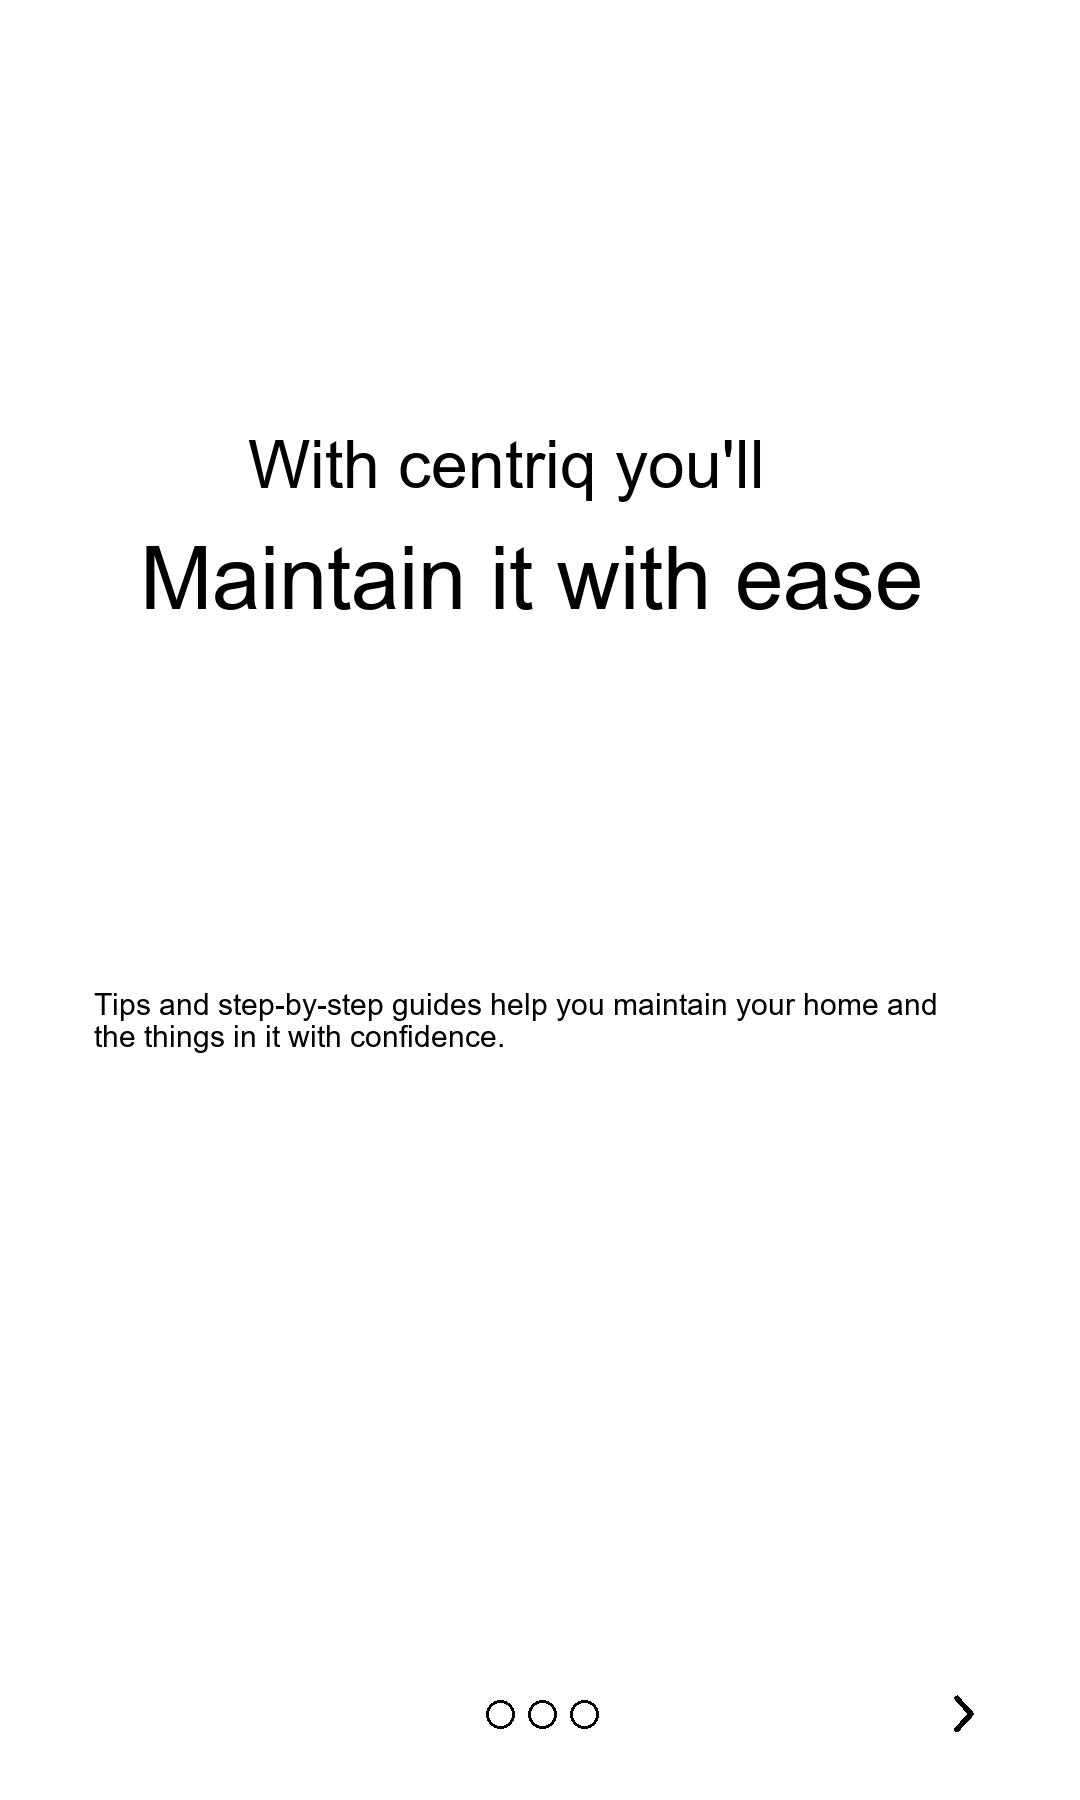 With centriq you'll
Maintain it with ease
Tips and step-by-step guides help you maintain your home and
the things in it with confidence.